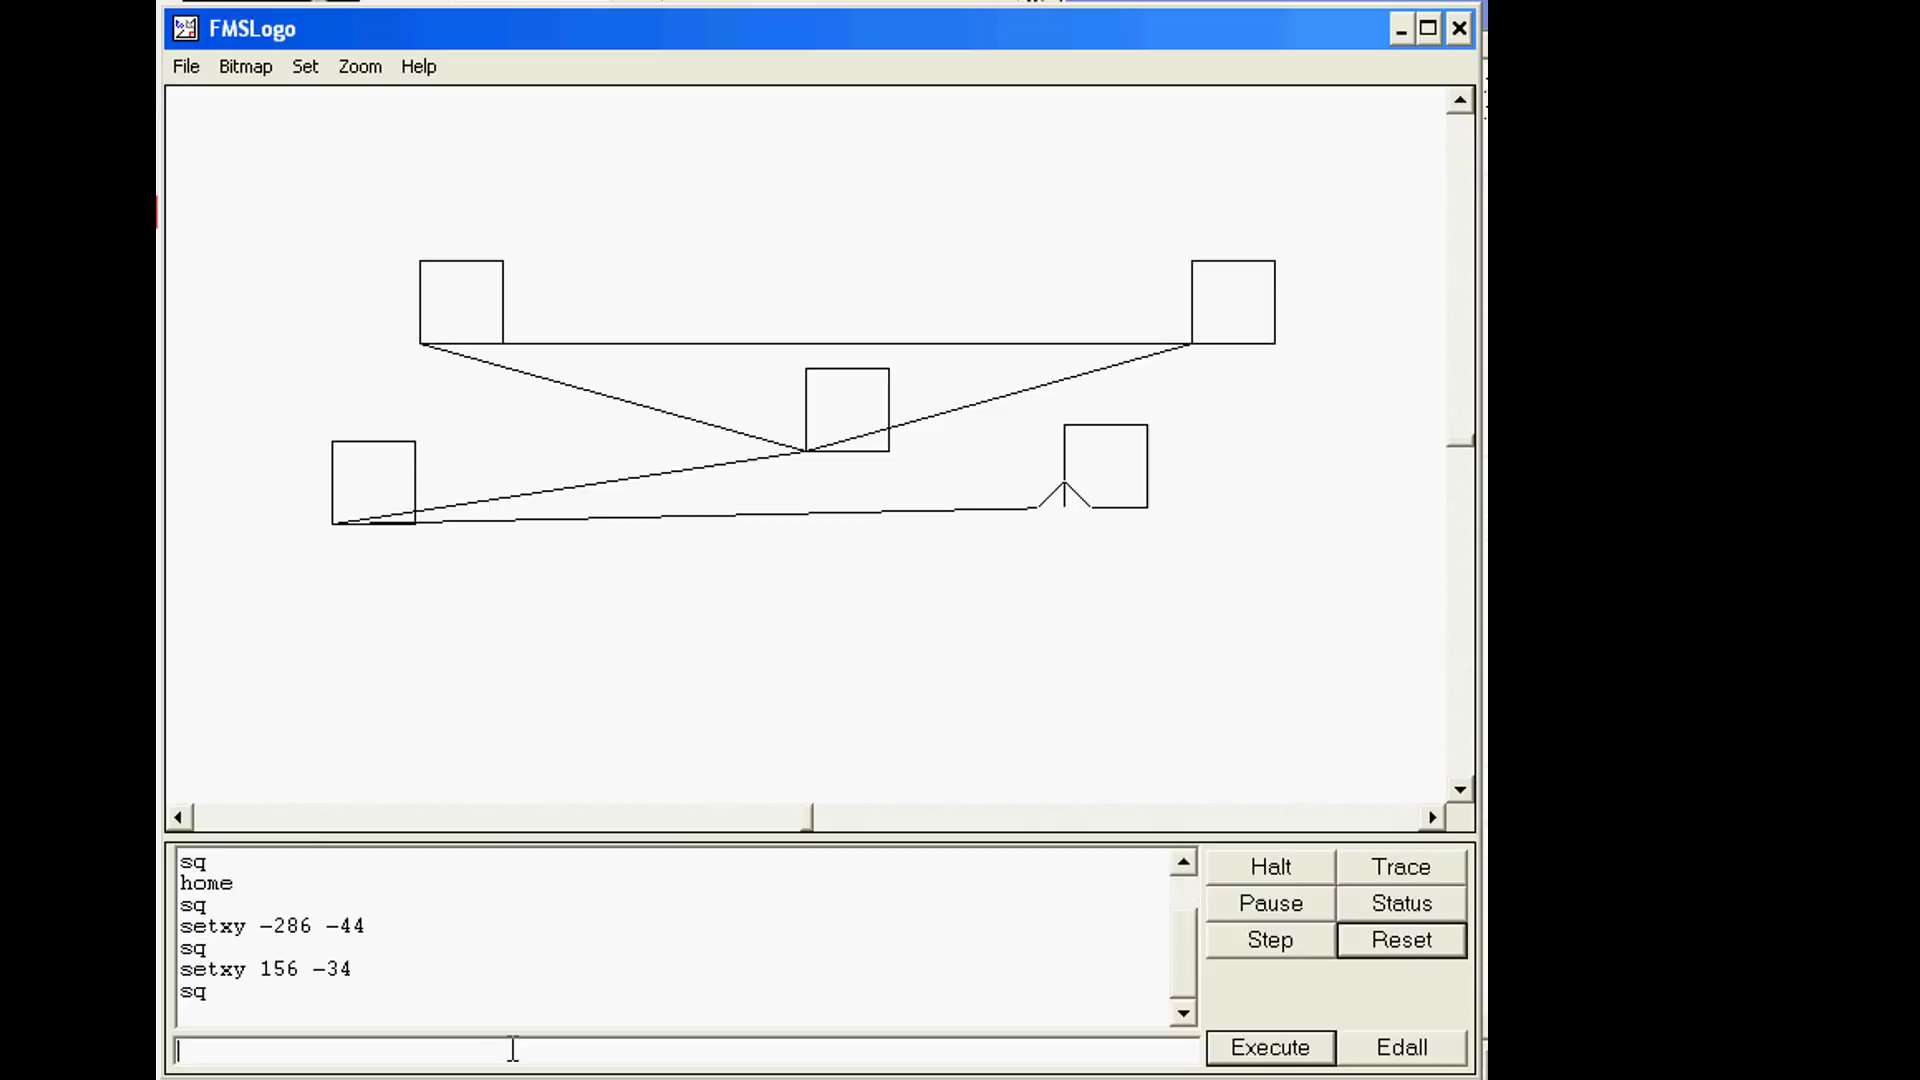 FMSLogo
File Bitmap Set Zoom Help
sq
home
sq
setxy -286 -44
sq
setxy 156 -34
sq
Halt Trace
Pause Status
Step Reset
Execute Edall